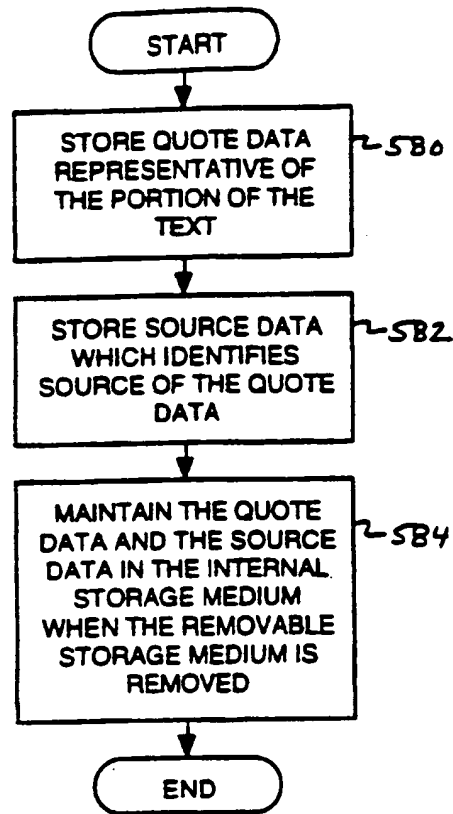 START
STORE QUOTE DATA
REPRESENTATIVE OF
THE PORTION OF THE
TEXT
580
STORE SOURCE DATA
WHICH IDENTIFIES
SOURCE OF THE QUOTE
DATA
582
MAINTAIN THE QUOTE
DATA AND THE SOURCE
DATA IN THE INTERNAL
STORAGE MEDIUM
WHEN THE REMOVABLE
STORAGE MEDIUM IS
REMOVED
584
END